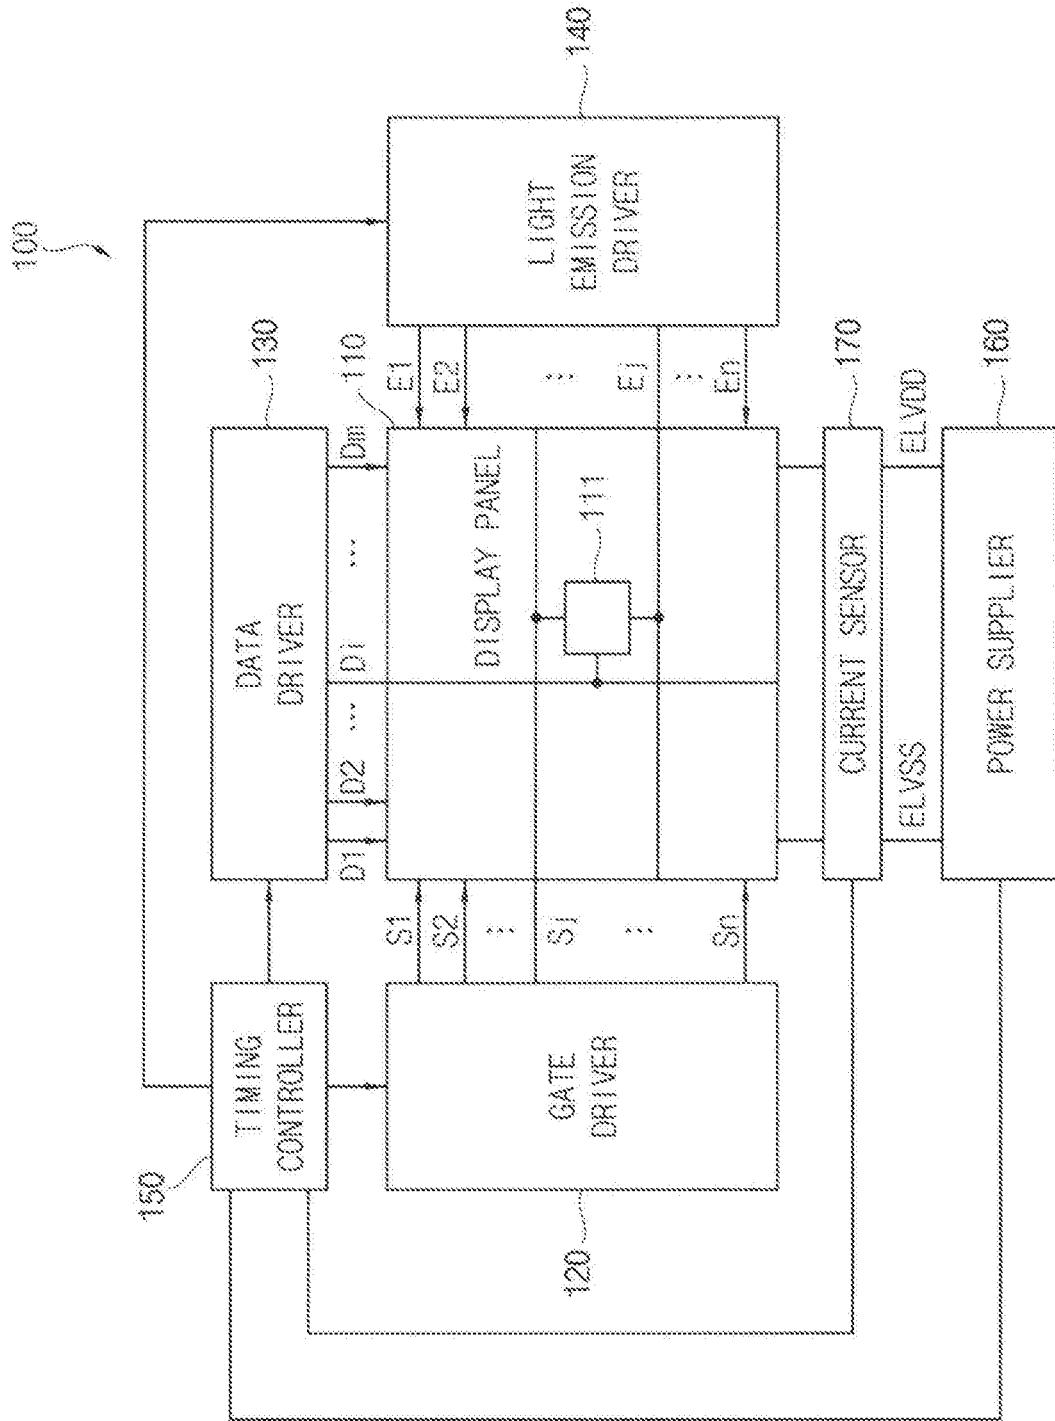 100
150
TIMING
CONTROLLER
DATA
DRIVER
130
D1
D2
...
Di
...
Dm
110
120
GATE
DRIVER
S1
S2
...
Sj
...
Sn
DISPLAY PANEL
111
E1
E2
...
Ej
...
En
LIGHT
EMISSION
DRIVER
140
CURRENT SENSOR
170
ELVSS
ELVDD
POWER SUPPLIER
160